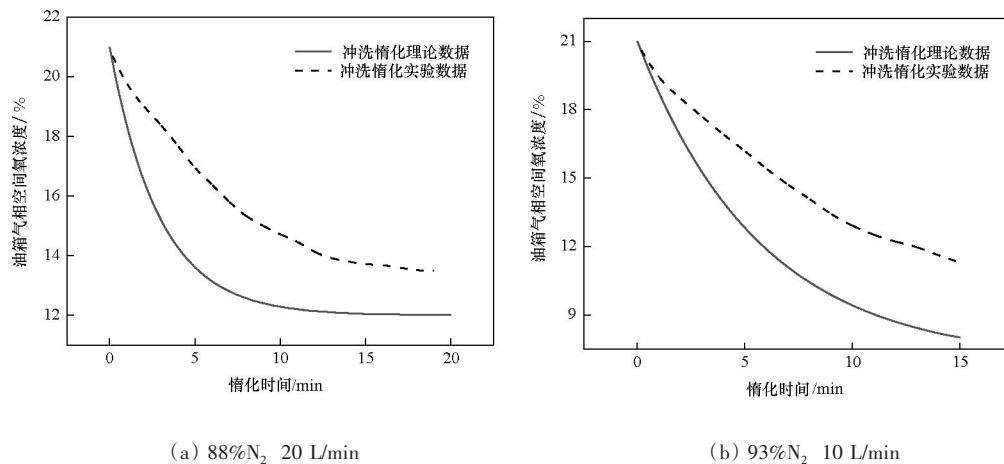 冲洗惰化理论数据
冲洗惰化实验数据
22
20
18
16
14
12
油箱气相空间氧浓度/%
0
5
10
15
20
惰化时间/min
(a) 88%N₂ 20 L/min
冲洗惰化理论数据
冲洗惰化实验数据
21
18
15
12
9
油箱气相空间氧浓度/%
0
5
10
15
惰化时间/min
(b) 93%N₂ 10 L/min